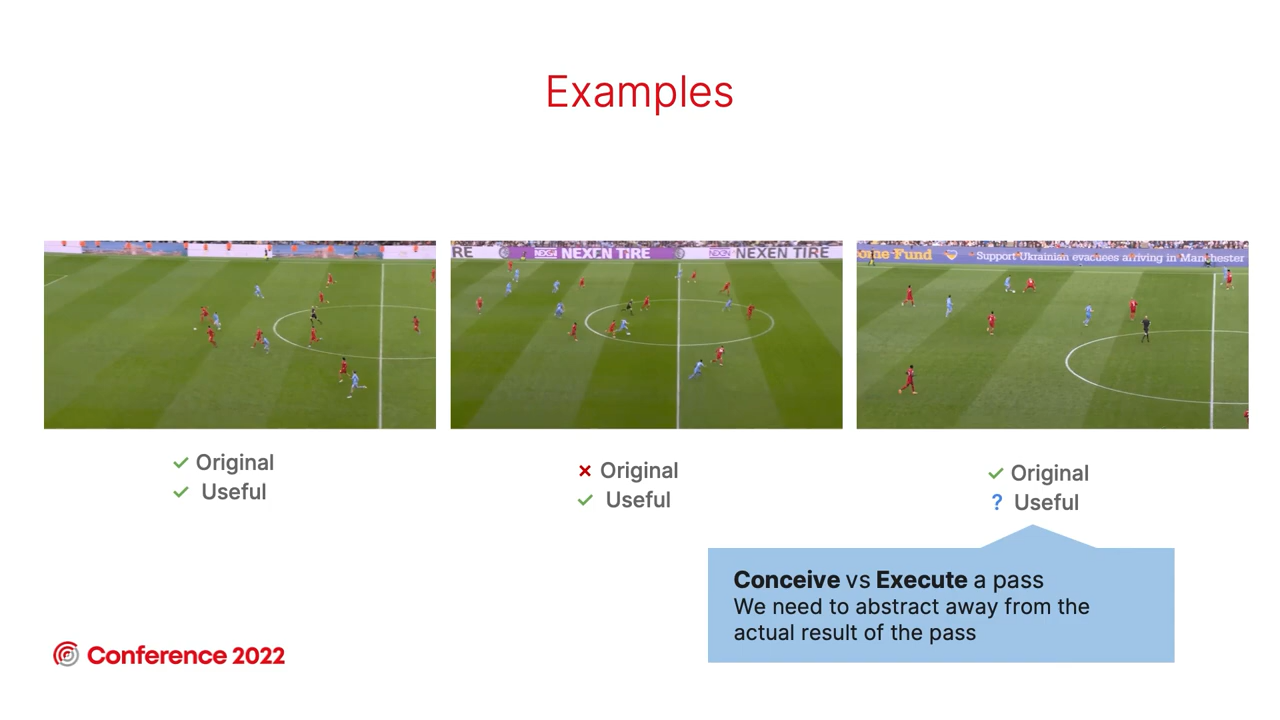 Examples
RE NEXEN TIRE NEXEN TIRE
ome Fund Support Ukrainian evacuees arriving in Manchester
✓ Original
✓ Useful
× Original
✓ Useful
✓ Original
? Useful
Conceive vs Execute a pass
We need to abstract away from the
actual result of the pass
Conference 2022